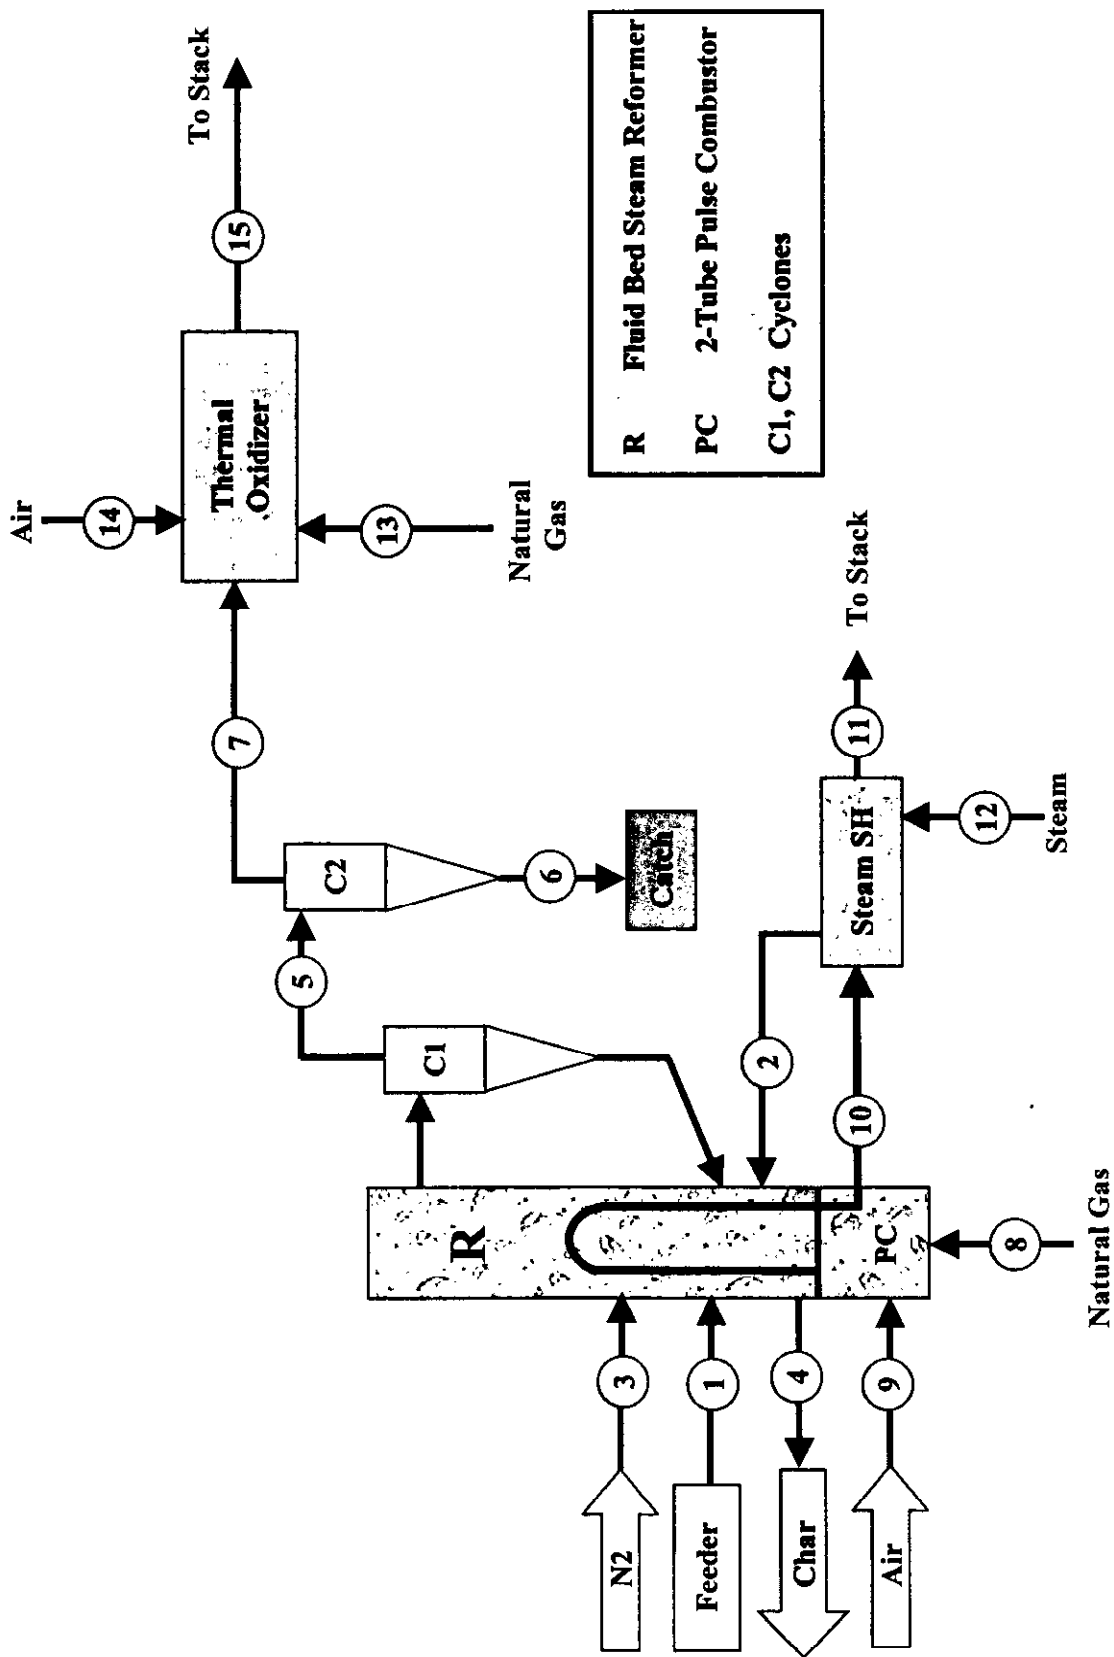 Air
14
To Stack
Thermal
Oxidizer
15
7
13
Natural
Gas
C2
5
C1
6
Catch
R
N2
3
Feeder
1
2
Char
4
Air
9
PC
8
Natural Gas
10
Steam SH
11
To Stack
12
Steam
R Fluid Bed Steam Reformer
PC 2-Tube Pulse Combustor
C1, C2 Cyclones